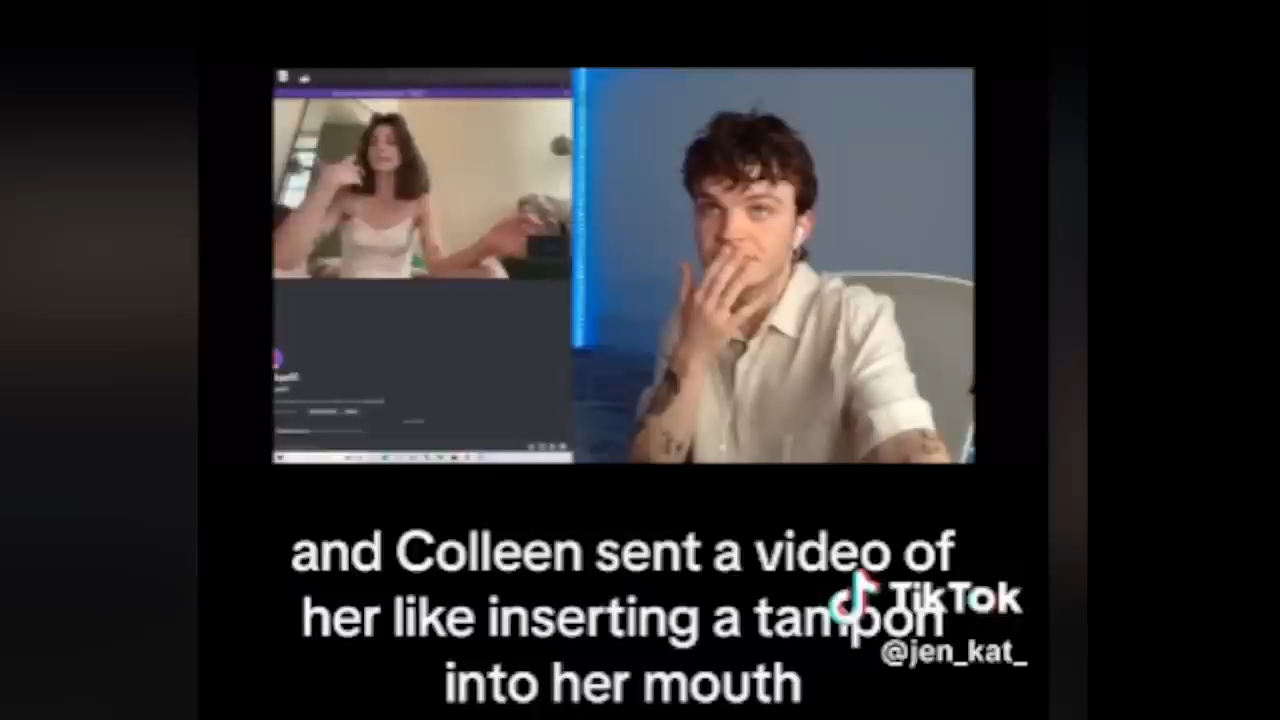 and Colleen sent a video of
her like inserting a tampon
into her mouth
TikTok
@jen_kat_